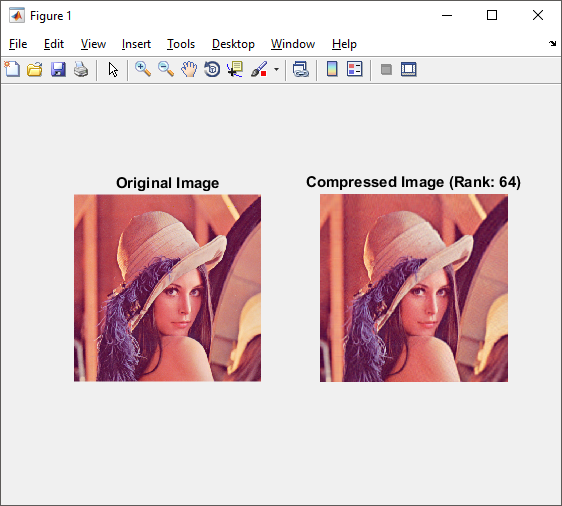 Figure 1
File Edit View Insert Tools Desktop Window Help
Original Image
Compressed Image (Rank: 64)